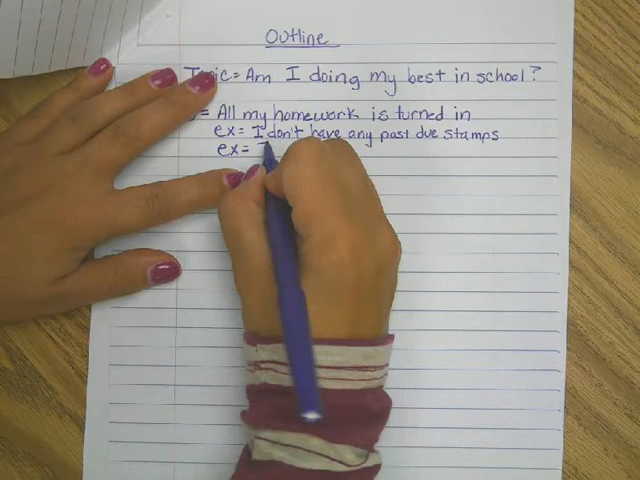 Outline
Topic = Am I doing my best in school?
= All my homework is turned in
ex = I don't have any past due stamps
ex = I